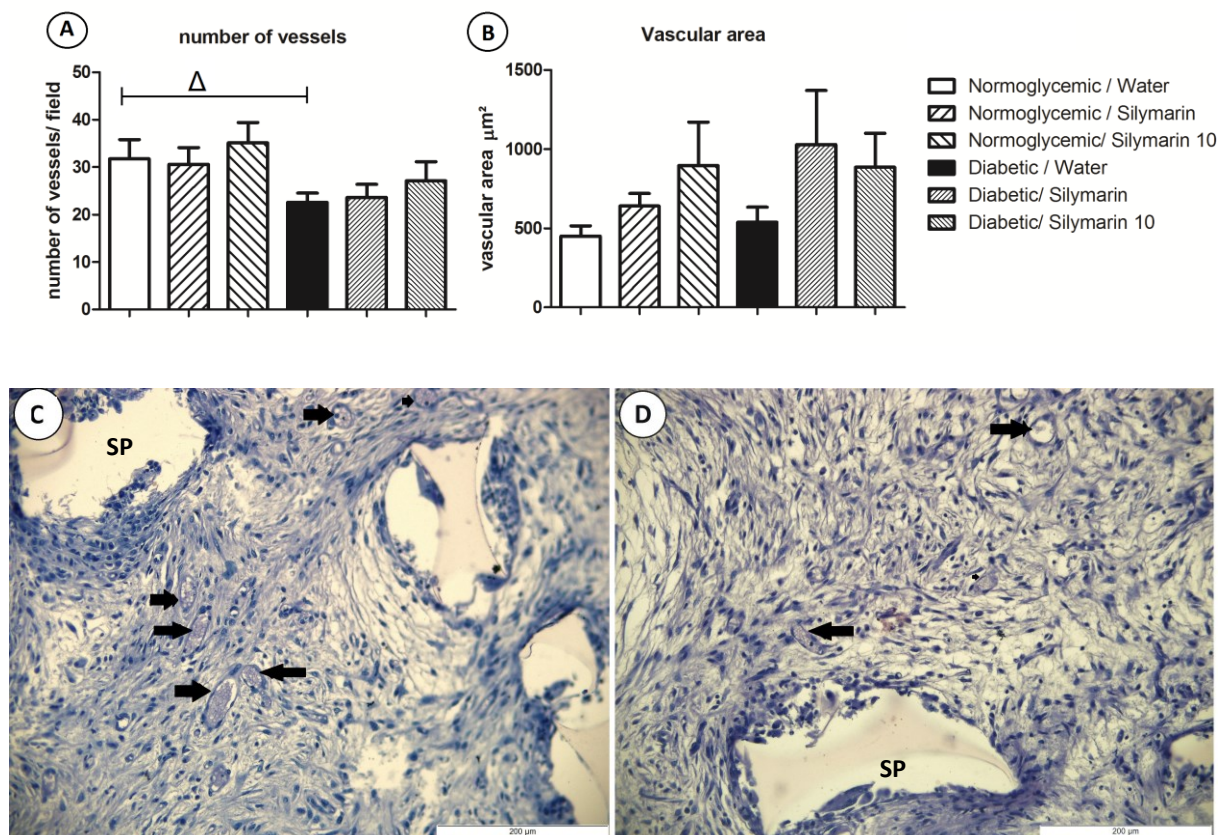 A
number of vessels
number of vessels/ field
50
40
30
20
10
0
Δ
B
Vascular area
vascular area µm²
1500
1000
500
0
Normoglycemic / Water
Normoglycemic / Silymarin
Normoglycemic/ Silymarin 10
Diabetic / Water
Diabetic/ Silymarin
Diabetic/ Silymarin 10
C
SP
200 µm
D
SP
200 µm